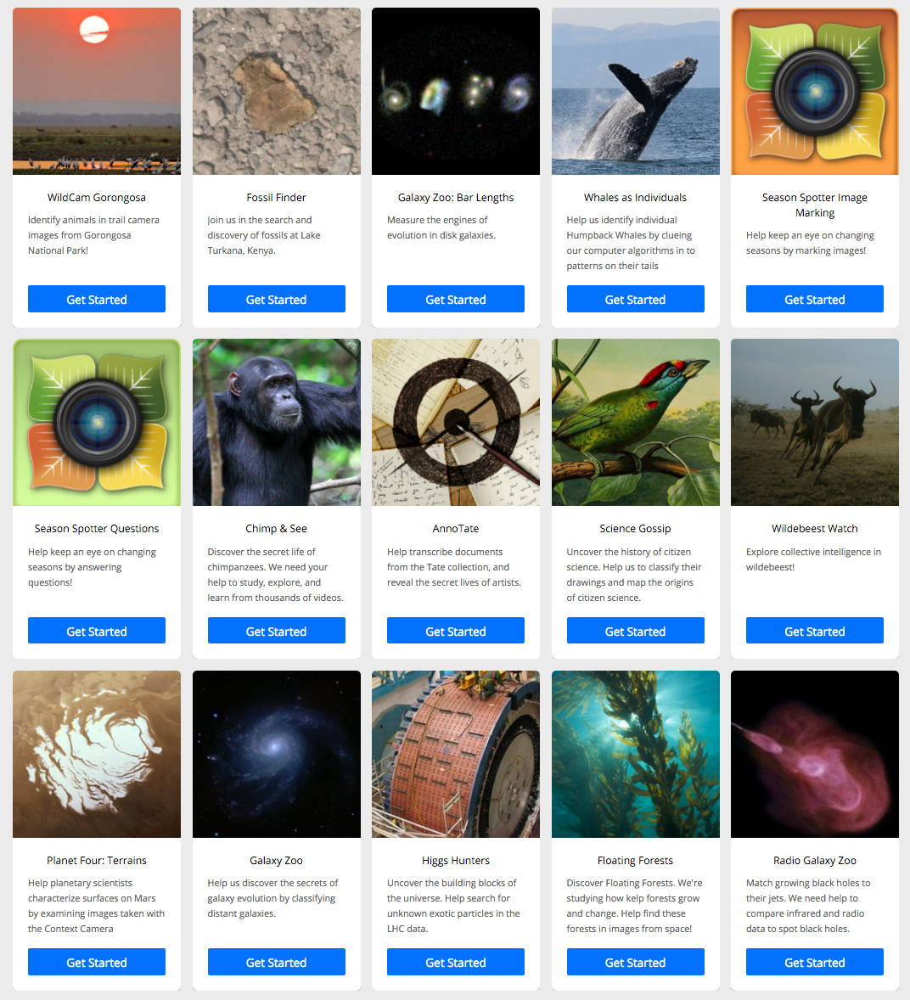 WildCam Gorongosa
Identify animals in trail camera
images from Gorongosa
National Park!
Get Started
Fossil Finder
Join us in the search and
discovery of fossils at Lake
Turkana, Kenya.
Get Started
Galaxy Zoo: Bar Lengths
Measure the engines of
evolution in disk galaxies.
Get Started
Whales as Individuals
Help us identify individual
Humpback Whales by clueing
our computer algorithms in to
patterns on their tails
Get Started
Season Spotter Image
Marking
Help keep an eye on changing
seasons by marking images!
Get Started
Season Spotter Questions
Help keep an eye on changing
seasons by answering
questions!
Get Started
Chimp & See
Discover the secret life of
chimpanzees. We need your
help to study, explore, and
learn from thousands of videos.
Get Started
AnnoTate
Help transcribe documents
from the Tate collection, and
reveal the secret lives of artists.
Get Started
Science Gossip
Uncover the history of citizen
science. Help us to classify their
drawings and map the origins
of citizen science.
Get Started
Wildebeest Watch
Explore collective intelligence in
wildebeest!
Get Started
Planet Four: Terrains
Help planetary scientists
characterize surfaces on Mars
by examining images taken with
the Context Camera
Get Started
Galaxy Zoo
Help us discover the secrets of
galaxy evolution by classifying
distant galaxies.
Get Started
Higgs Hunters
Uncover the building blocks of
the universe. Help search for
unknown exotic particles in the
LHC data.
Get Started
Floating Forests
Discover Floating Forests. We're
studying how kelp forests grow
and change. Help find these
forests in images from space!
Get Started
Radio Galaxy Zoo
Match growing black holes to
their jets. We need help to
compare infrared and radio
data to spot black holes.
Get Started